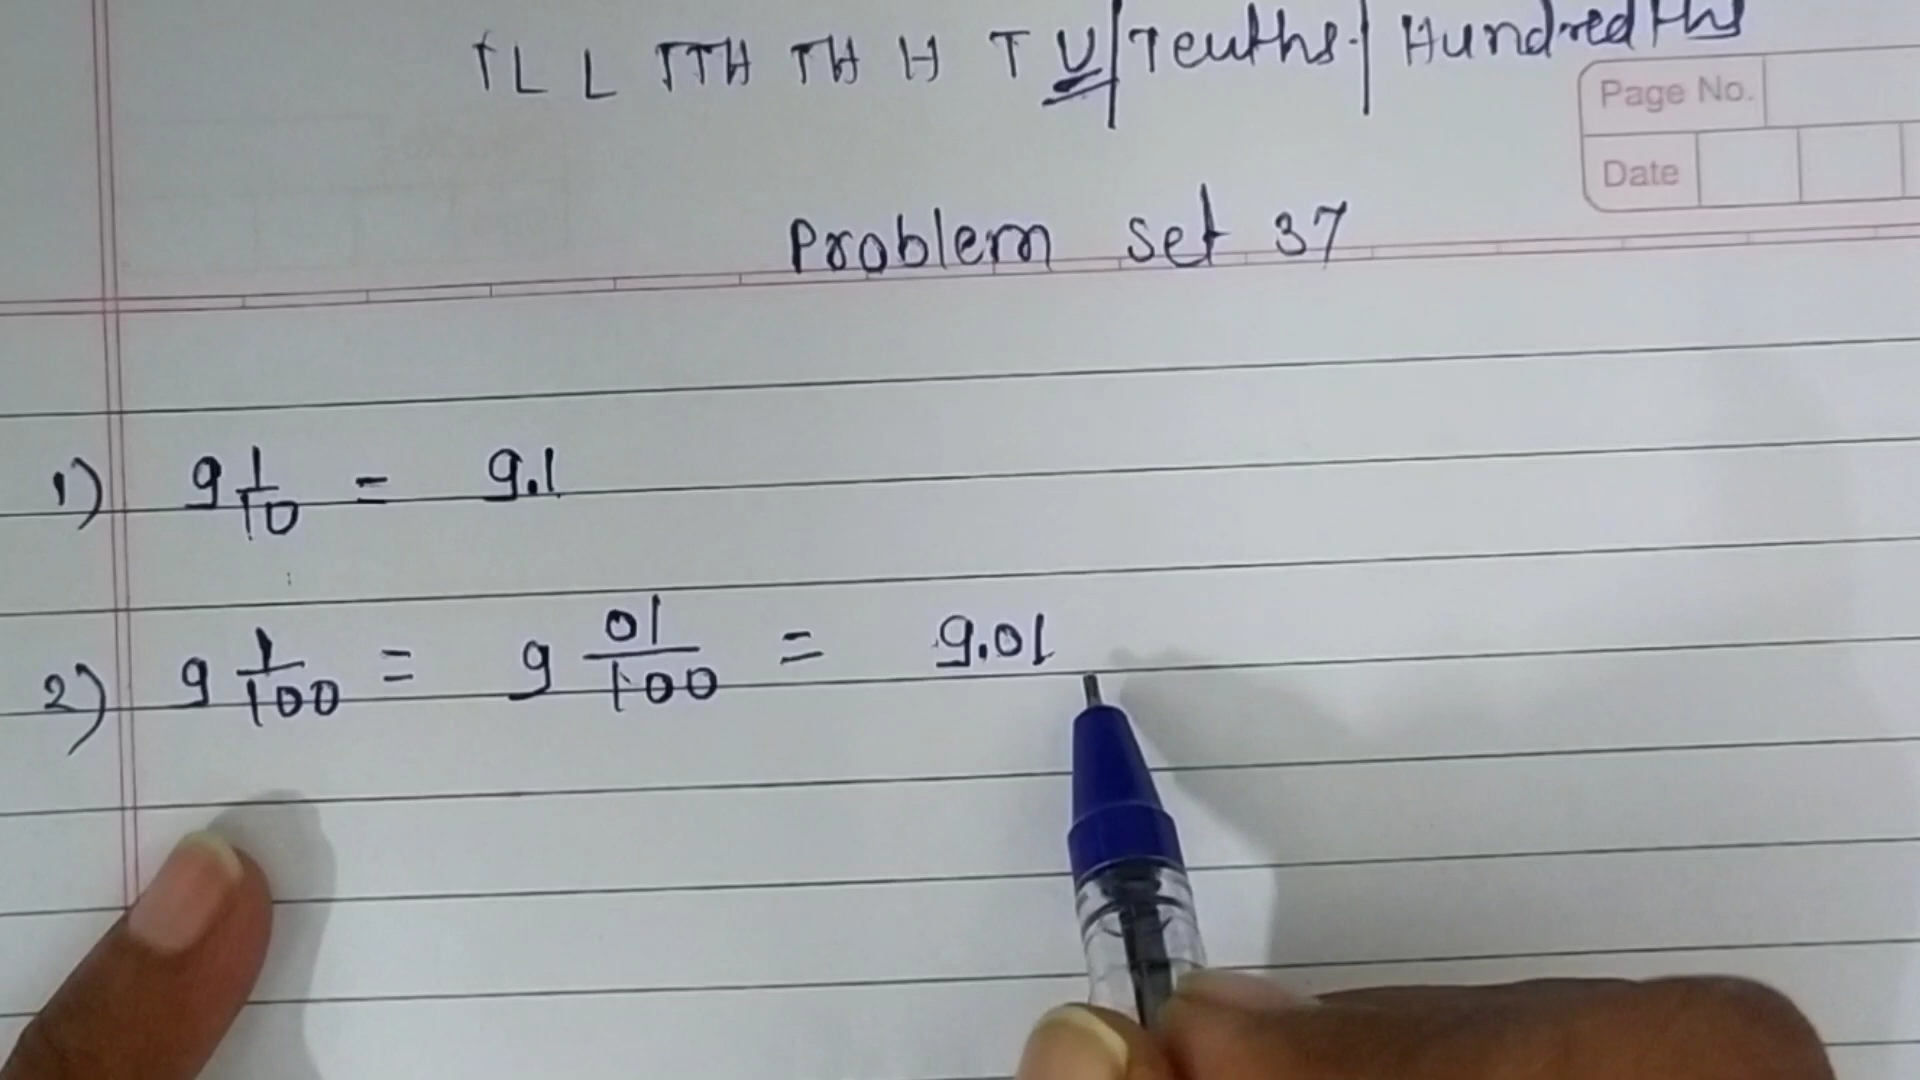 TL L TTH TH H T U/Tenths./Hundredths
Page No.
Date
Problem set 37
1) 9 1/10 = 9.1
2) 9 1/100 = 9 01/100 = 9.01